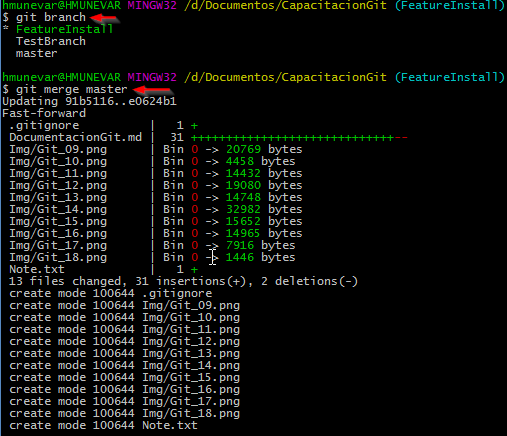 hmunevar@HMUNEVAR MINGW32 /d/Documentos/CapacitacionGit (FeatureInstall)
$ git branch
* FeatureInstall
  TestBranch
  master

hmunevar@HMUNEVAR MINGW32 /d/Documentos/CapacitacionGit (FeatureInstall)
$ git merge master
Updating 91b5116..e0624b1
Fast-forward
 .gitignore       |   1 +
 DocumentacionGit.md |  31 +++++++++++++++++++++++++++++--
 Img/Git_09.png      | Bin 0 -> 20769 bytes
 Img/Git_10.png      | Bin 0 -> 4458 bytes
 Img/Git_11.png      | Bin 0 -> 14432 bytes
 Img/Git_12.png      | Bin 0 -> 19080 bytes
 Img/Git_13.png      | Bin 0 -> 14748 bytes
 Img/Git_14.png      | Bin 0 -> 32982 bytes
 Img/Git_15.png      | Bin 0 -> 15652 bytes
 Img/Git_16.png      | Bin 0 -> 14965 bytes
 Img/Git_17.png      | Bin 0 -> 7916 bytes
 Img/Git_18.png      | Bin 0 -> 1446 bytes
 Note.txt            |   1 +
 13 files changed, 31 insertions(+), 2 deletions(-)
 create mode 100644 .gitignore
 create mode 100644 Img/Git_09.png
 create mode 100644 Img/Git_10.png
 create mode 100644 Img/Git_11.png
 create mode 100644 Img/Git_12.png
 create mode 100644 Img/Git_13.png
 create mode 100644 Img/Git_14.png
 create mode 100644 Img/Git_15.png
 create mode 100644 Img/Git_16.png
 create mode 100644 Img/Git_17.png
 create mode 100644 Img/Git_18.png
 create mode 100644 Note.txt